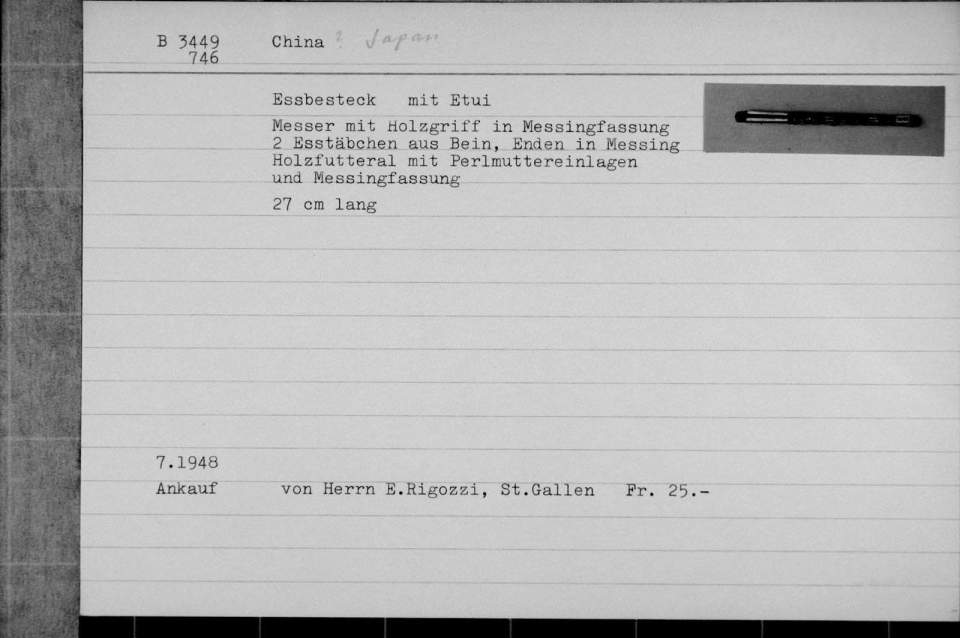 B 3449 China ? Japan
746
Essbesteck mit Etui
Messer mit Holzgriff in Messingfassung
2 Esstäbchen aus Bein, Enden in Messing
Holzfutteral mit Perlmuttereinlagen
und Messingfassung
27 cm lang
7.1948
Ankauf von Herrn E.Rigozzi, St.Gallen Fr. 25.-